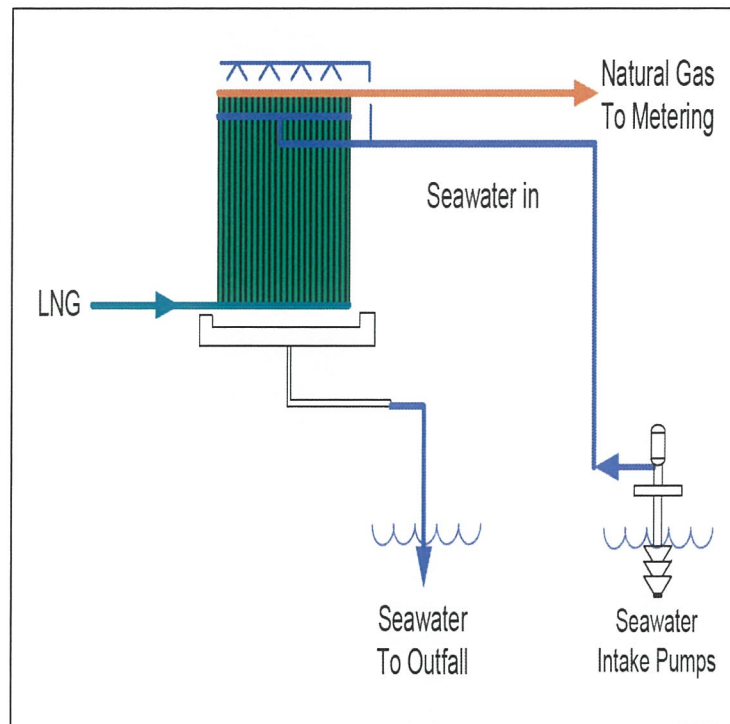 Natural Gas
To Metering
Seawater in
LNG
Seawater
To Outfall
Seawater
Intake Pumps